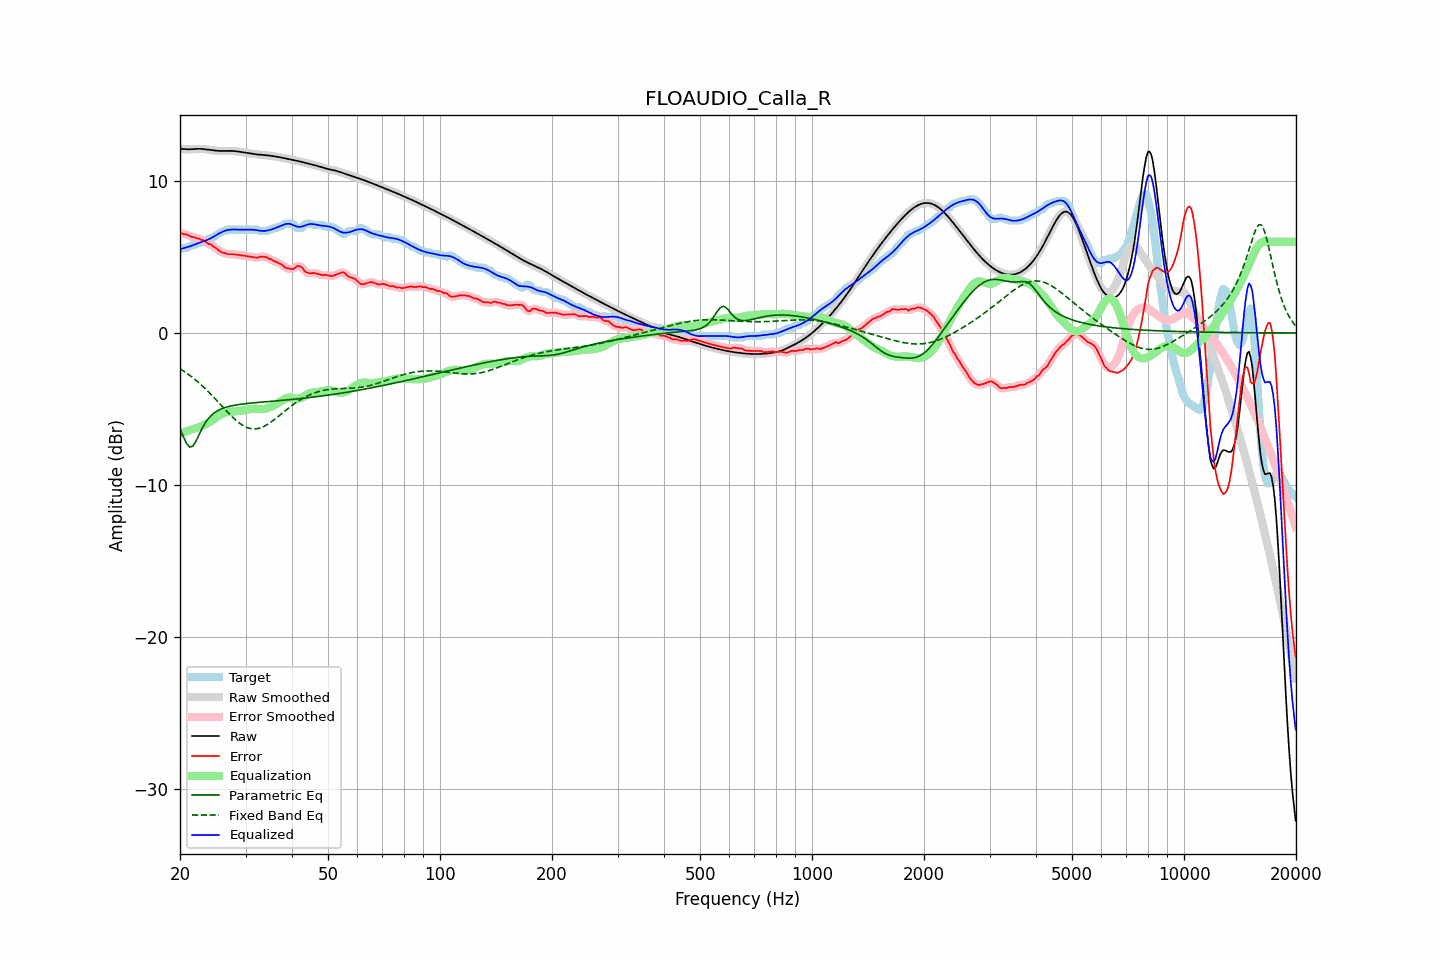 FLOAUDIO_Calla_R
Amplitude (dBr)
10
0
−10
−20
−30
Target
Raw Smoothed
Error Smoothed
Raw
Error
Equalization
Parametric Eq
Fixed Band Eq
Equalized
20 50 100 200 500 1000 2000 5000 10000 20000
Frequency (Hz)